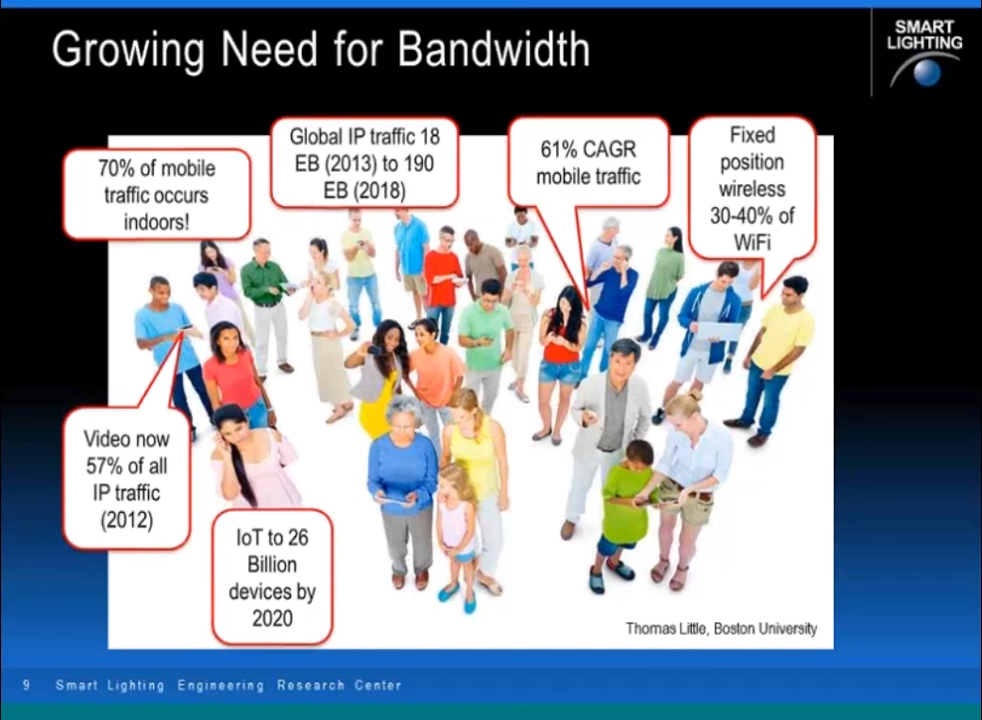 Growing Need for Bandwidth
SMART
LIGHTING
70% of mobile
traffic occurs
indoors!
Global IP traffic 18
EB (2013) to 190
EB (2018)
61% CAGR
mobile traffic
Fixed
position
wireless
30-40% of
WiFi
Video now
57% of all
IP traffic
(2012)
IoT to 26
Billion
devices by
2020
Thomas Little, Boston University
9 Smart Lighting Engineering Research Center